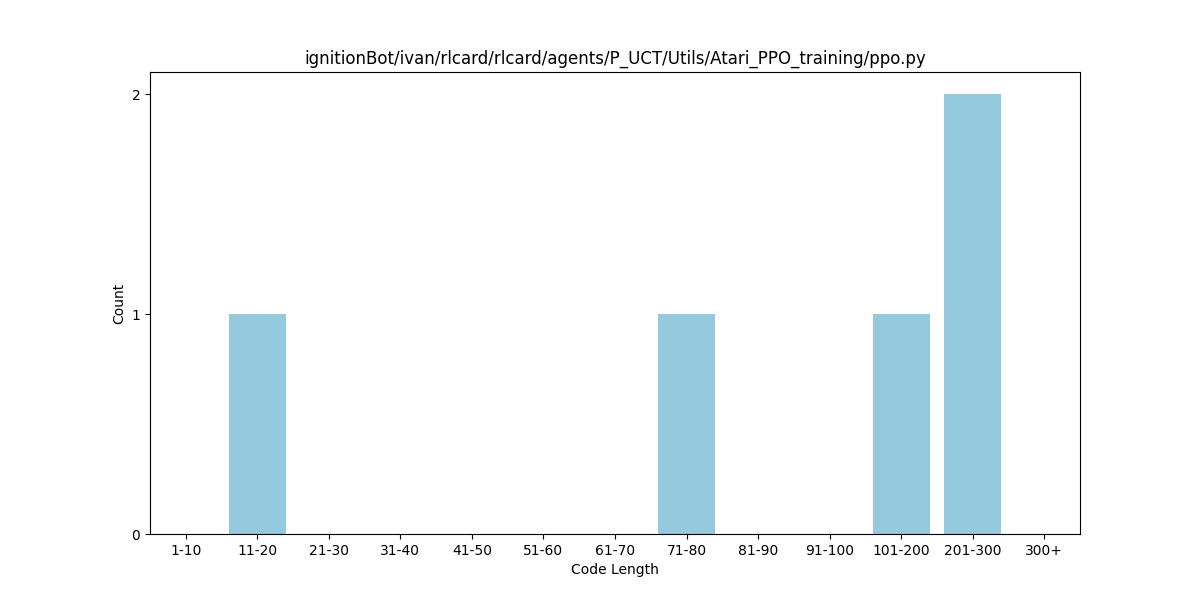 ignitionBot/ivan/rlcard/rlcard/agents/P_UCT/Utils/Atari_PPO_training/ppo.py
2
1
0
Count
1-10 11-20 21-30 31-40 41-50 51-60 61-70 71-80 81-90 91-100 101-200 201-300 300+
Code Length